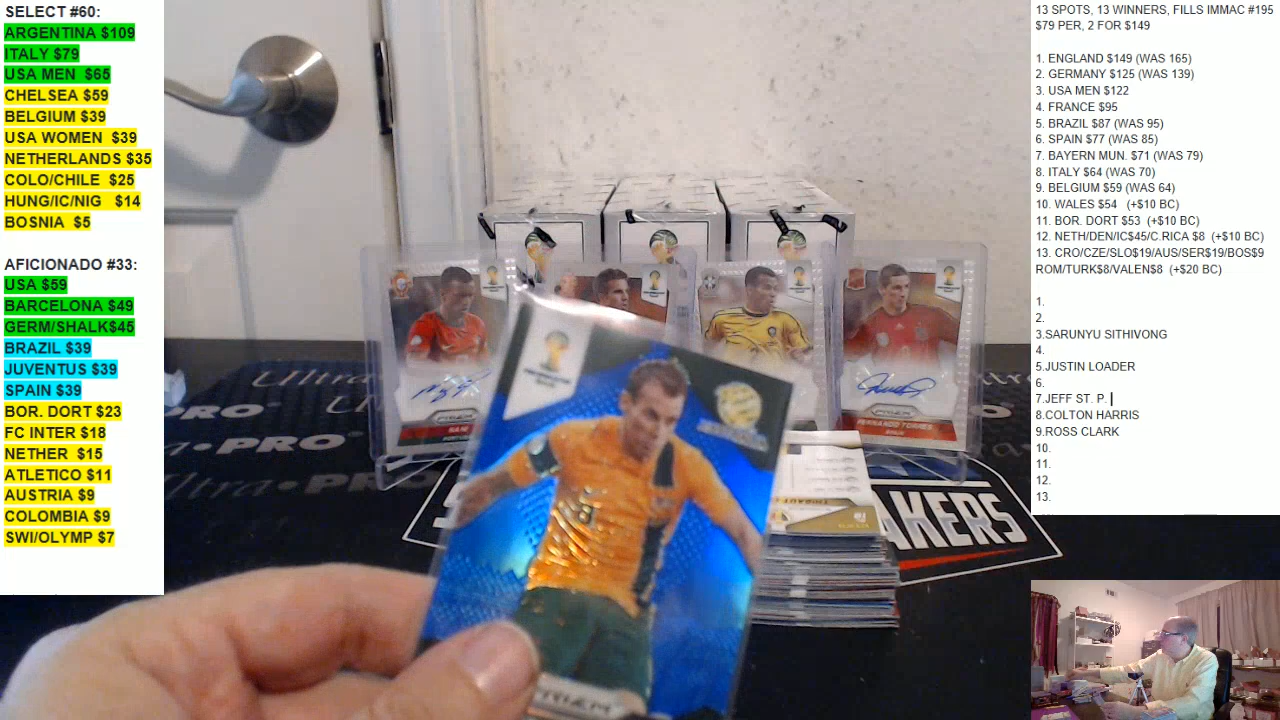 SELECT #60:
ARGENTINA $109
ITALY $79
USA MEN $65
CHELSEA $59
BELGIUM $39
USA WOMEN $39
NETHERLANDS $35
COLO/CHILE $25
HUNG/IC/NIG $14
BOSNIA $5
AFICIONADO #33:
USA $59
BARCELONA $49
GERM/SHALK$45
BRAZIL $39
JUVENTUS $39
SPAIN $39
BOR. DORT $23
FC INTER $18
NETHER $15
ATLETICO $11
AUSTRIA $9
COLOMBIA $9
SWI/OLYMP $7
13 SPOTS, 13 WINNERS, FILLS IMMAC #195
$79 PER, 2 FOR $149
1. ENGLAND $149 (WAS 165)
2. GERMANY $125 (WAS 139)
3. USA MEN $122
4. FRANCE $95
5. BRAZIL $87 (WAS 95)
6. SPAIN $77 (WAS 85)
7. BAYERN MUN. $71 (WAS 79)
8. ITALY $64 (WAS 70)
9. BELGIUM $59 (WAS 64)
10. WALES $54 (+$10 BC)
11. BOR. DORT $53 (+$10 BC)
12. NETH/DEN/IC$45/C.RICA $8 (+$10 BC)
13. CRO/CZE/SLO$19/AUS/SER$19/BOS$9
ROM/TURK$8/VALEN$8 (+$20 BC)
1.
2.
3.SARUNYU SITHIVONG
4.
5.JUSTIN LOADER
6.
7.JEFF ST. P.
8.COLTON HARRIS
9.ROSS CLARK
10.
11.
12.
13.
NANI
PRIZM
FERNANDO TORRES
SPAIN
Ultra•PRO
AKERS
THIBAUT
PRIZM